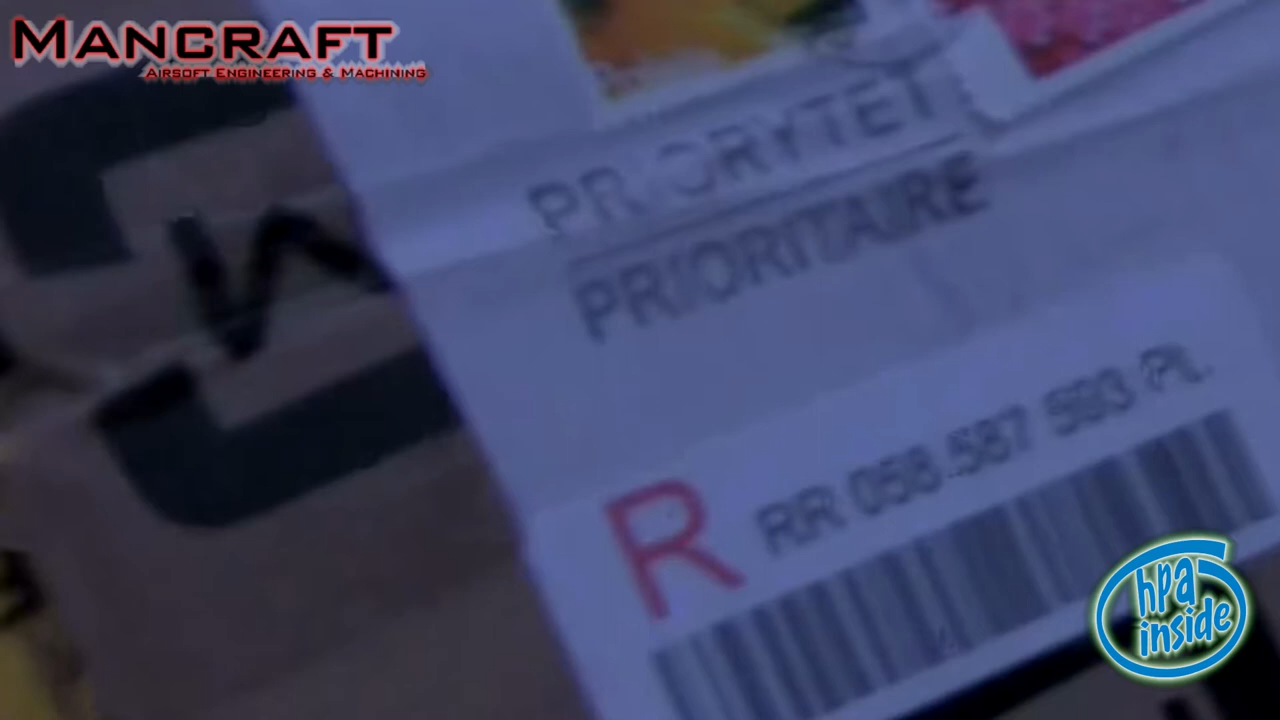 MANCRAFT
AIRSOFT ENGINEERING & MACHINING
PRIORYTET
PRIORITAIRE
R RR 058 587 593 PL
hpa
inside